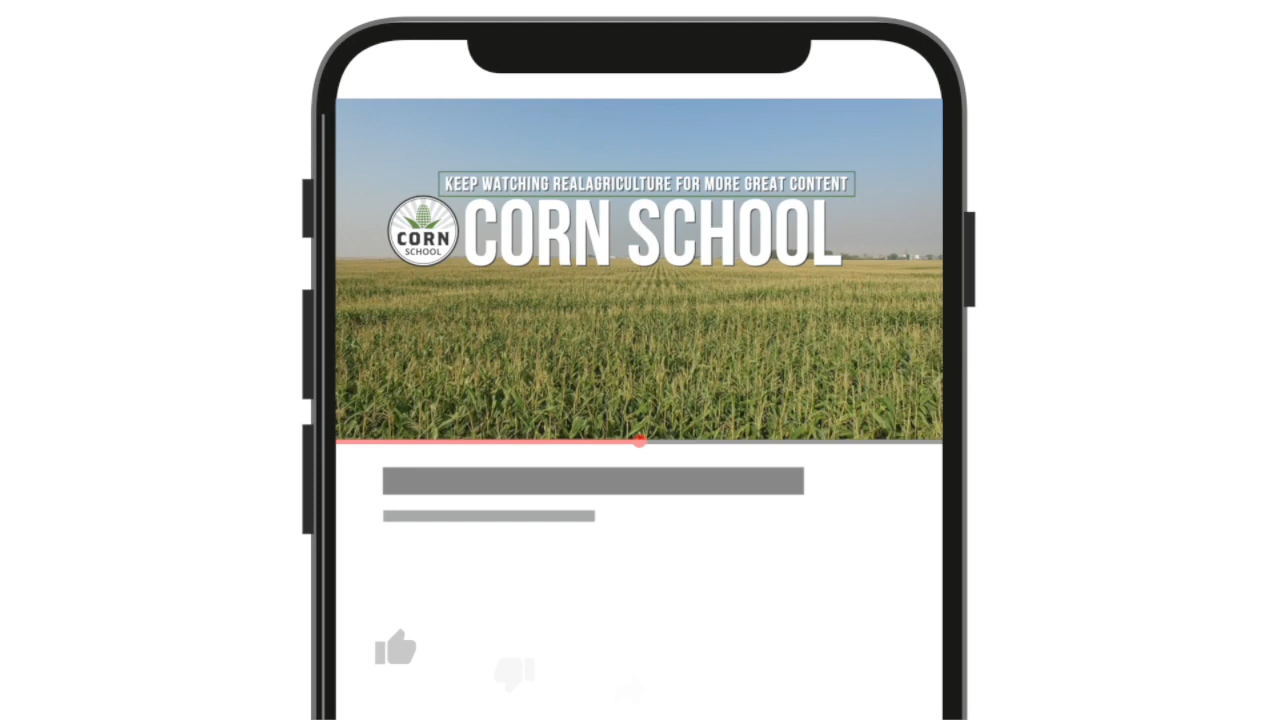 KEEP WATCHING REALAGRICULTURE FOR MORE GREAT CONTENT
CORN SCHOOL
CORN
SCHOOL